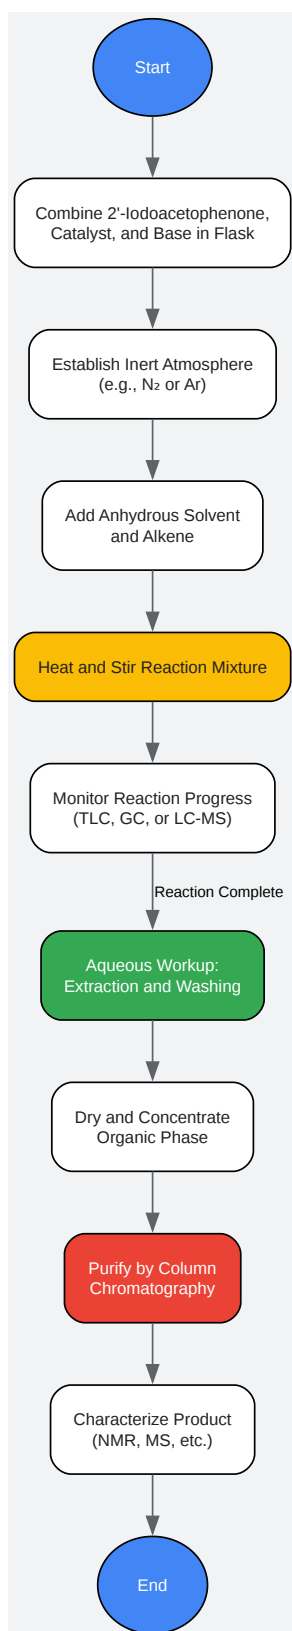 Start
Combine 2'-Iodoacetophenone,
Catalyst, and Base in Flask
Establish Inert Atmosphere
(e.g., N₂ or Ar)
Add Anhydrous Solvent
and Alkene
Heat and Stir Reaction Mixture
Monitor Reaction Progress
(TLC, GC, or LC-MS)
Reaction Complete
Aqueous Workup:
Extraction and Washing
Dry and Concentrate
Organic Phase
Purify by Column
Chromatography
Characterize Product
(NMR, MS, etc.)
End